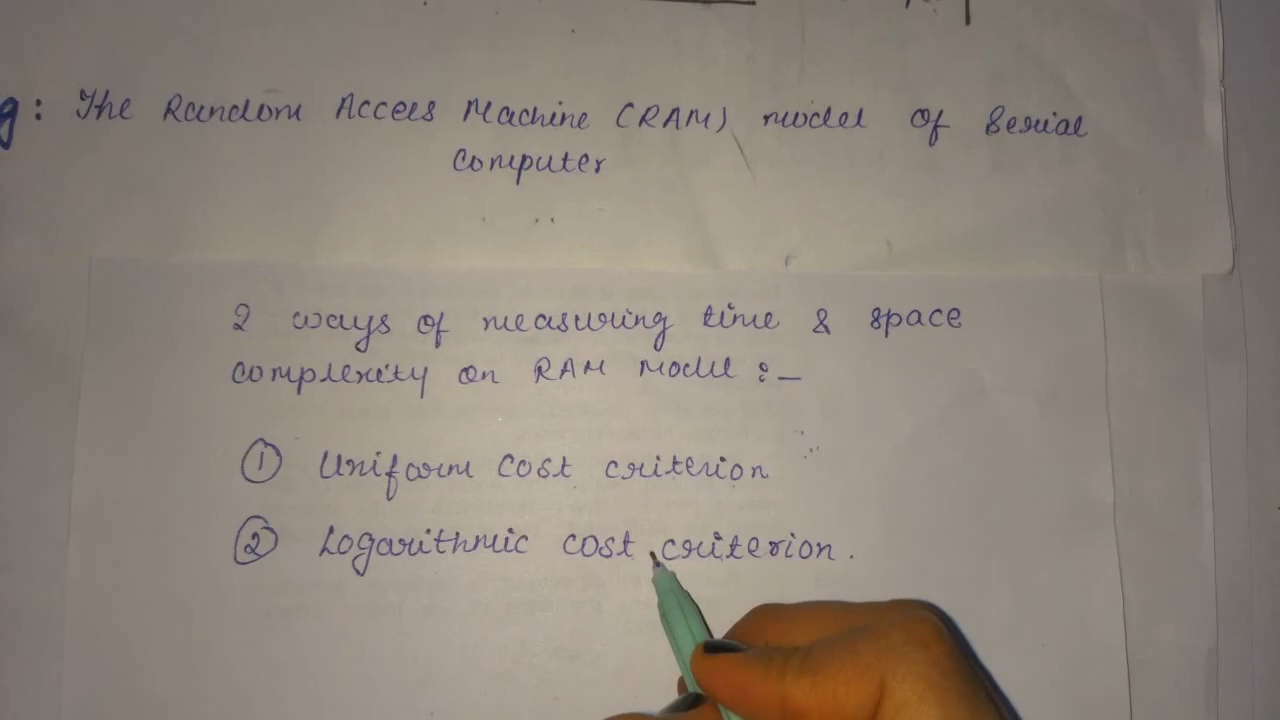 g: The Random Access Machine (RAM) model of Serial
Computer
2 ways of measuring time & space
complexity on RAM model :-
① Uniform cost criterion
② Logarithmic cost criterion.